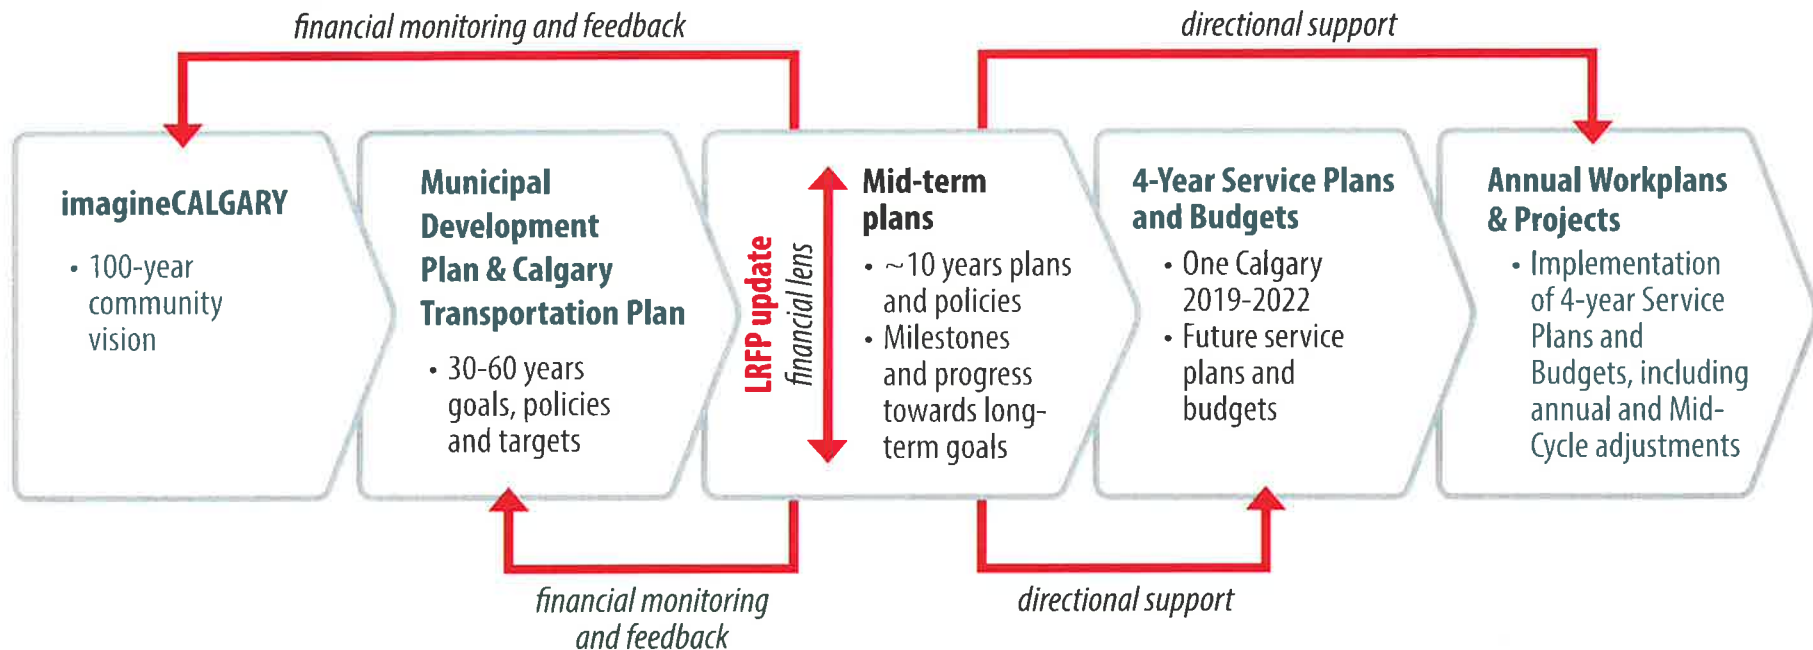 financial monitoring and feedback
directional support
imagineCALGARY
• 100-year
community
vision
Municipal
Development
Plan & Calgary
Transportation Plan
• 30-60 years
goals, policies
and targets
LRFP update
financial lens
Mid-term
plans
• ~10 years plans
and policies
• Milestones
and progress
towards long-
term goals
4-Year Service Plans
and Budgets
• One Calgary
2019-2022
• Future service
plans and
budgets
Annual Workplans
& Projects
• Implementation
of 4-year Service
Plans and
Budgets, including
annual and Mid-
Cycle adjustments
financial monitoring
and feedback
directional support